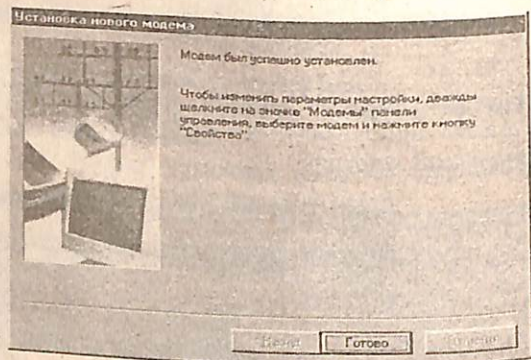 Установка нового модема
Модем был успешно установлен.
Чтобы изменить параметры настройки, дважды
щелкните на значке "Модемы" панели
управления, выберите модем и нажмите кнопку
"Свойства".
Готово